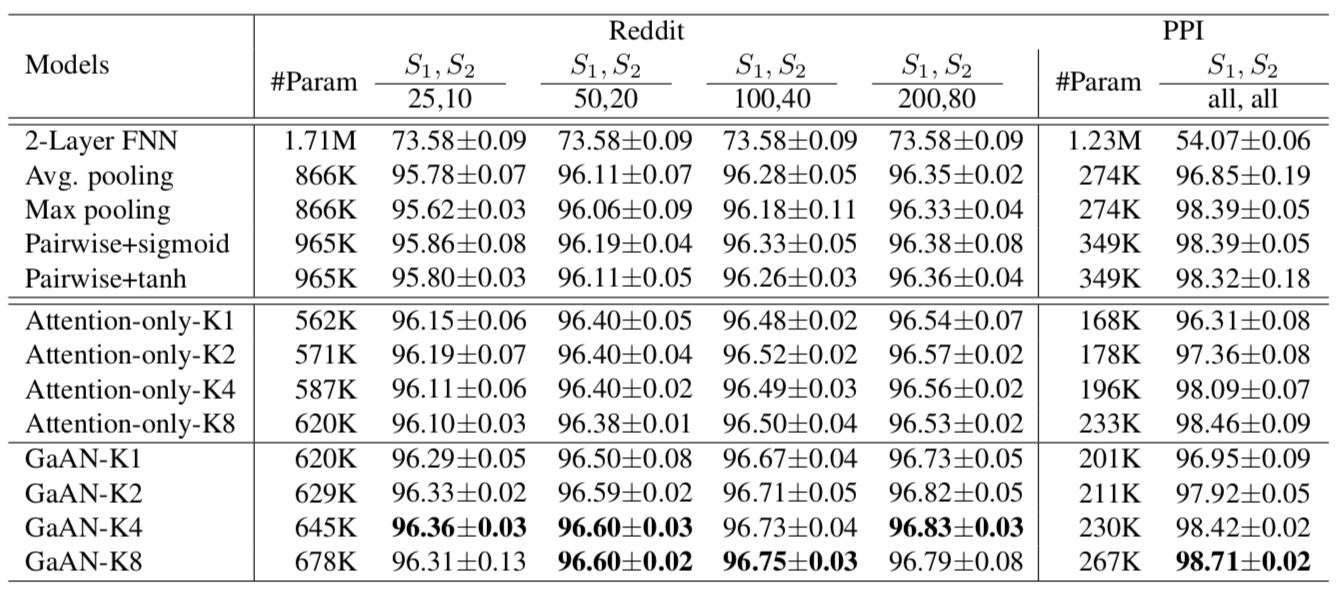 Models Reddit PPI
#Param S₁, S₂ S₁, S₂ S₁, S₂ S₁, S₂ #Param S₁, S₂
25,10 50,20 100,40 200,80 all, all
2-Layer FNN 1.71M 73.58±0.09 73.58±0.09 73.58±0.09 73.58±0.09 1.23M 54.07±0.06
Avg. pooling 866K 95.78±0.07 96.11±0.07 96.28±0.05 96.35±0.02 274K 96.85±0.19
Max pooling 866K 95.62±0.03 96.06±0.09 96.18±0.11 96.33±0.04 274K 98.39±0.05
Pairwise+sigmoid 965K 95.86±0.08 96.19±0.04 96.33±0.05 96.38±0.08 349K 98.39±0.05
Pairwise+tanh 965K 95.80±0.03 96.11±0.05 96.26±0.03 96.36±0.04 349K 98.32±0.18
Attention-only-K1 562K 96.15±0.06 96.40±0.05 96.48±0.02 96.54±0.07 168K 96.31±0.08
Attention-only-K2 571K 96.19±0.07 96.40±0.04 96.52±0.02 96.57±0.02 178K 97.36±0.08
Attention-only-K4 587K 96.11±0.06 96.40±0.02 96.49±0.03 96.56±0.02 196K 98.09±0.07
Attention-only-K8 620K 96.10±0.03 96.38±0.01 96.50±0.04 96.53±0.02 233K 98.46±0.09
GaAN-K1 620K 96.29±0.05 96.50±0.08 96.67±0.04 96.73±0.05 201K 96.95±0.09
GaAN-K2 629K 96.33±0.02 96.59±0.02 96.71±0.05 96.82±0.05 211K 97.92±0.05
GaAN-K4 645K 96.36±0.03 96.60±0.03 96.73±0.04 96.83±0.03 230K 98.42±0.02
GaAN-K8 678K 96.31±0.13 96.60±0.02 96.75±0.03 96.79±0.08 267K 98.71±0.02